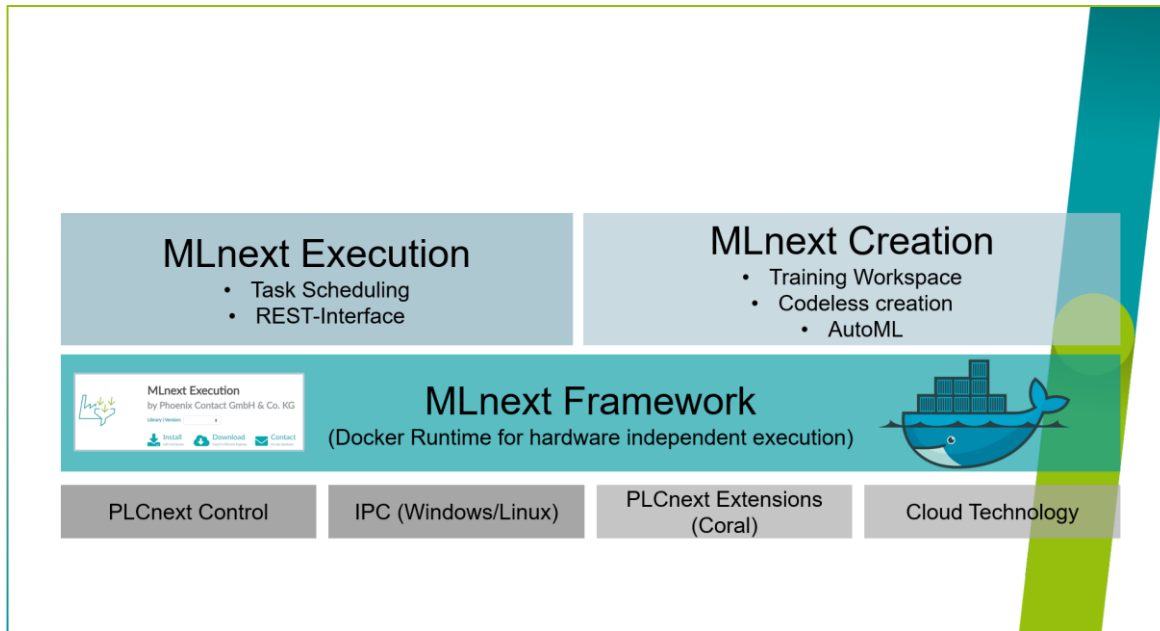 MLnext Execution
• Task Scheduling
• REST-Interface
MLnext Creation
• Training Workspace
• Codeless creation
• AutoML
MLnext Execution
by Phoenix Contact GmbH & Co. KG
Library | Version
Install
Download
Contact
MLnext Framework
(Docker Runtime for hardware independent execution)
PLCnext Control
IPC (Windows/Linux)
PLCnext Extensions
(Coral)
Cloud Technology